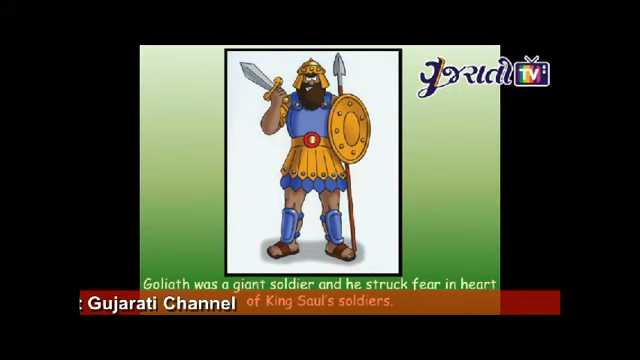 ગુજરાતી
TV
Goliath was a giant soldier and he struck fear in heart
of King Saul's soldiers.
t Gujarati Channel